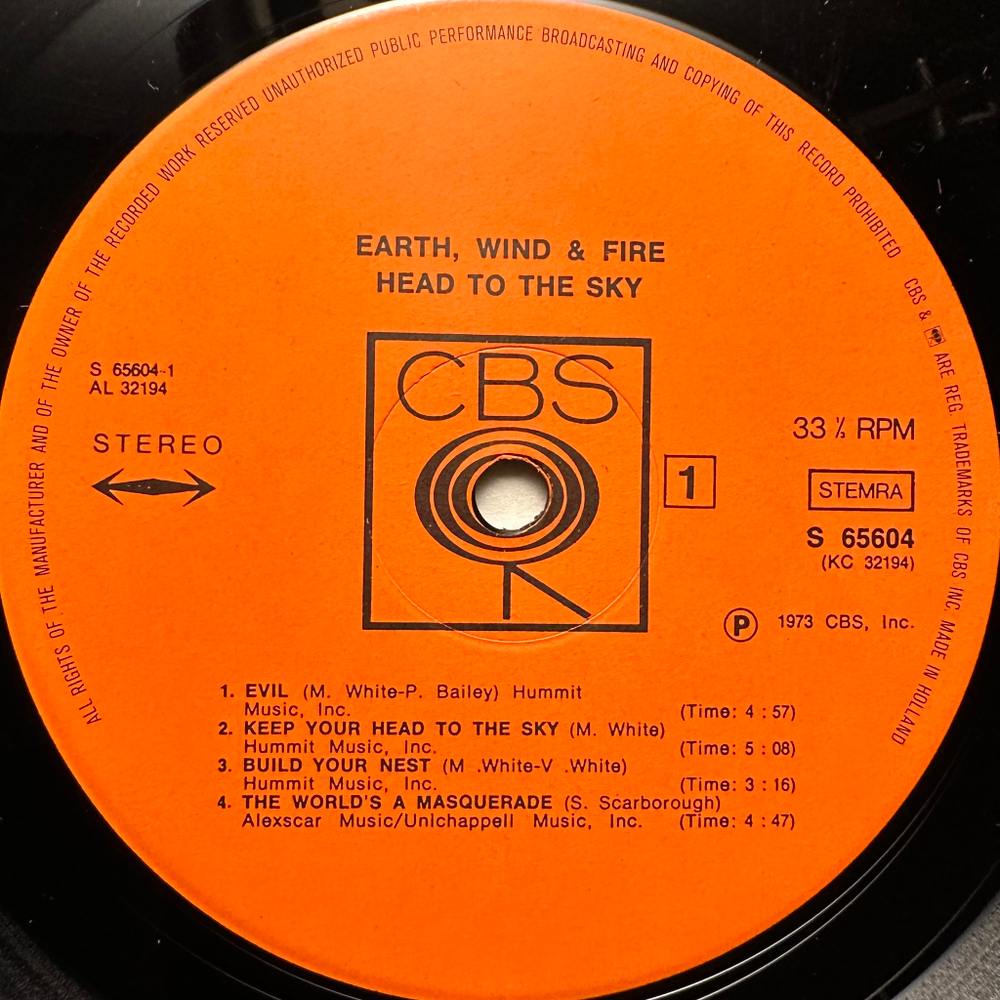 ALL RIGHTS OF THE MANUFACTURER AND OF THE OWNER OF THE RECORDED WORK RESERVED UNAUTHORIZED PUBLIC PERFORMANCE BROADCASTING AND COPYING OF THIS RECORD PROHIBITED CBS & ARE REG. TRADEMARKS OF CBS INC. MADE IN HOLLAND
EARTH, WIND & FIRE
HEAD TO THE SKY
CBS
S 65604-1
AL 32194
STEREO
1
33 ⅓ RPM
STEMRA
S 65604
(KC 32194)
Ⓟ 1973 CBS, Inc.
1. EVIL (M. White-P. Bailey) Hummit
Music, Inc. (Time: 4 : 57)
2. KEEP YOUR HEAD TO THE SKY (M. White)
Hummit Music, Inc. (Time: 5 : 08)
3. BUILD YOUR NEST (M .White-V .White)
Hummit Music, Inc. (Time: 3 : 16)
4. THE WORLD'S A MASQUERADE (S. Scarborough)
Alexscar Music/Unichappell Music, Inc. (Time: 4 : 47)